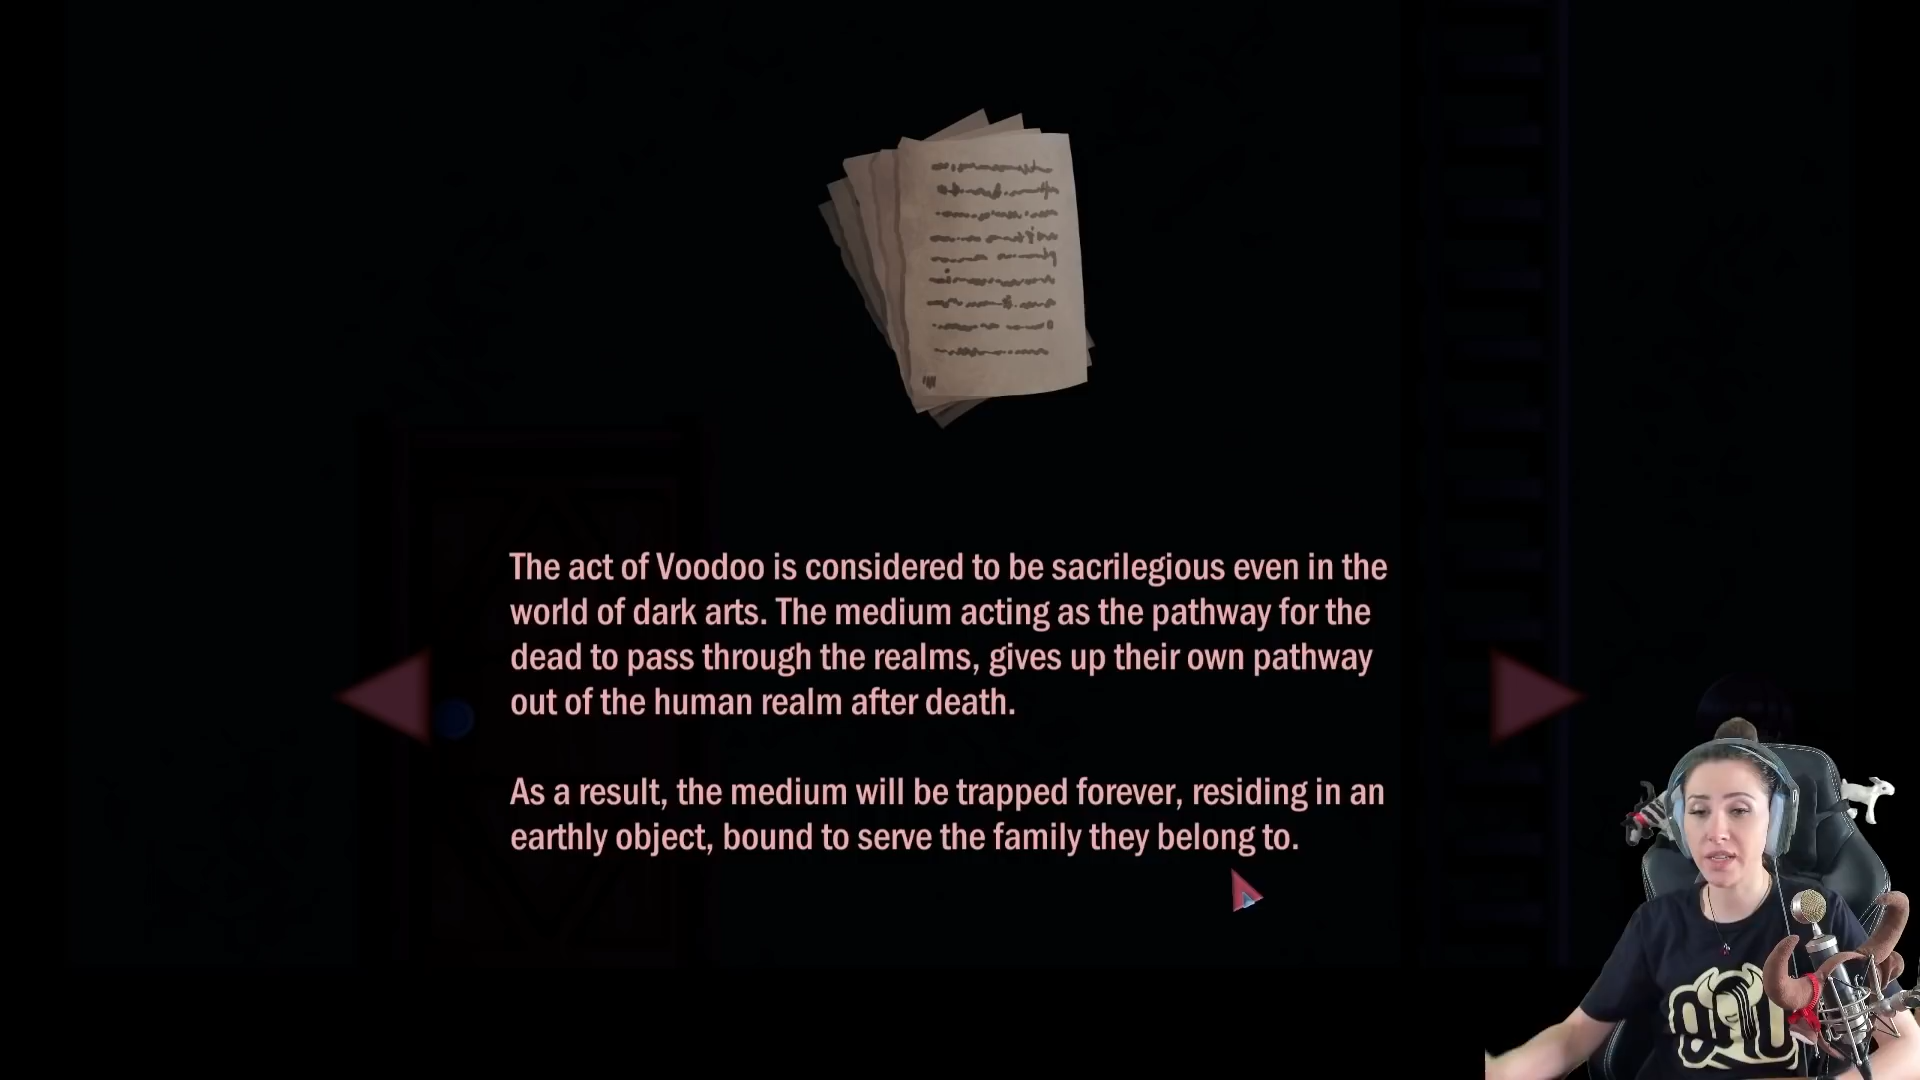 The act of Voodoo is considered to be sacrilegious even in the
world of dark arts. The medium acting as the pathway for the
dead to pass through the realms, gives up their own pathway
out of the human realm after death.
As a result, the medium will be trapped forever, residing in an
earthly object, bound to serve the family they belong to.